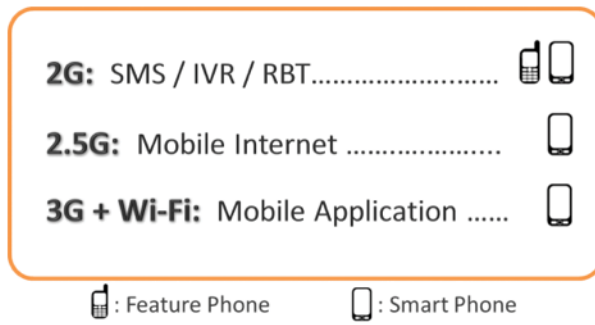 2G: SMS / IVR / RBT........................
2.5G: Mobile Internet .....................
3G + Wi-Fi: Mobile Application ......
: Feature Phone : Smart Phone